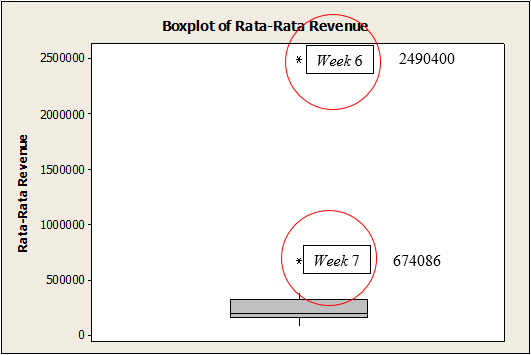 Boxplot of Rata-Rata Revenue
Rata-Rata Revenue
2500000
2000000
1500000
1000000
500000
0
* Week 6 2490400
* Week 7 674086